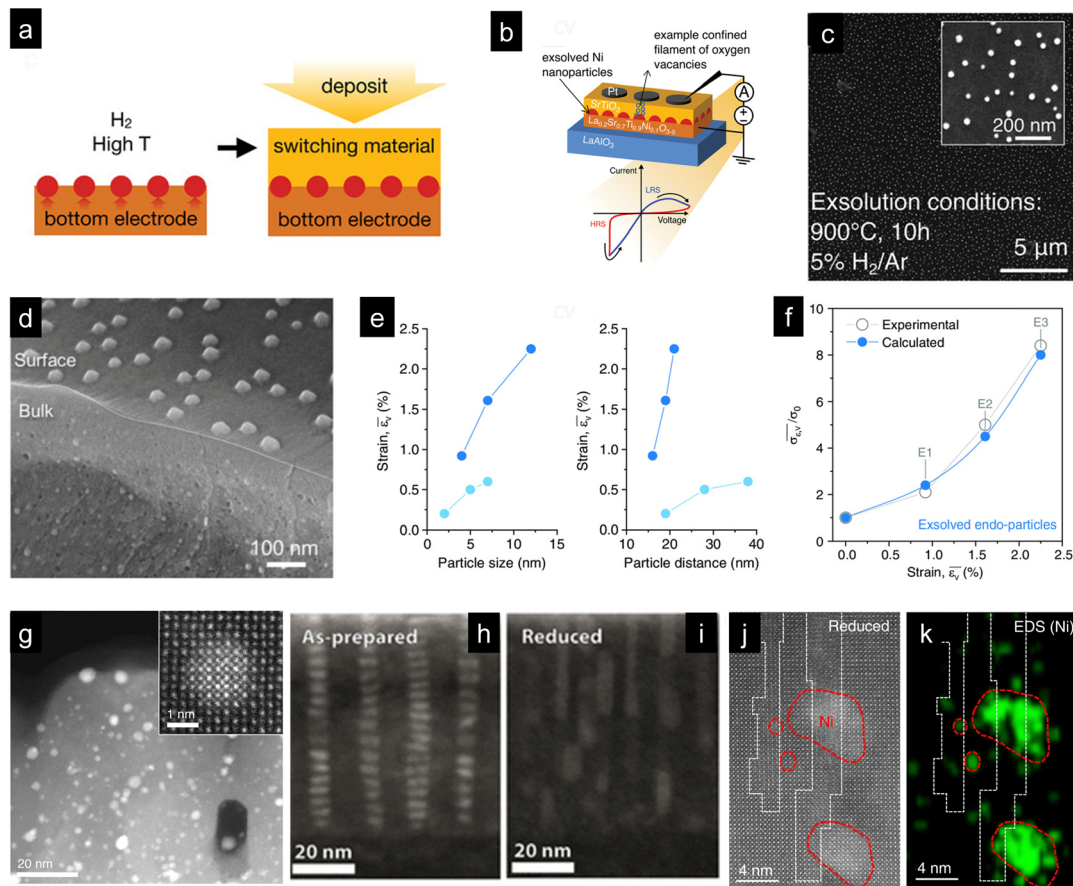 a
H2
High T
bottom electrode
deposit
switching material
bottom electrode
b
exsolved Ni
nanoparticles
example confined
filament of oxygen
vacancies
Pt
SrTiO3
La0.2Sr0.7Ti0.9Ni0.1O3-δ
LaAlO3
A
Current
LRS
Voltage
HRS
c
200 nm
Exsolution conditions:
900°C, 10h
5% H2/Ar
5 µm
d
Surface
Bulk
100 nm
e
2.5
2.0
1.5
1.0
0.5
0.0
Strain, εv (%)
0 5 10 15
Particle size (nm)
2.5
2.0
1.5
1.0
0.5
0.0
Strain, εv (%)
10 20 30 40
Particle distance (nm)
f
10
8
6
4
2
0
σε,v/σ0
Experimental
Calculated
E1
E2
E3
Exsolved endo-particles
0.0 0.5 1.0 1.5 2.0 2.5
Strain, εv (%)
g
1 nm
20 nm
As-prepared
h
20 nm
Reduced
i
20 nm
j
Reduced
Ni
4 nm
k
EDS (Ni)
4 nm